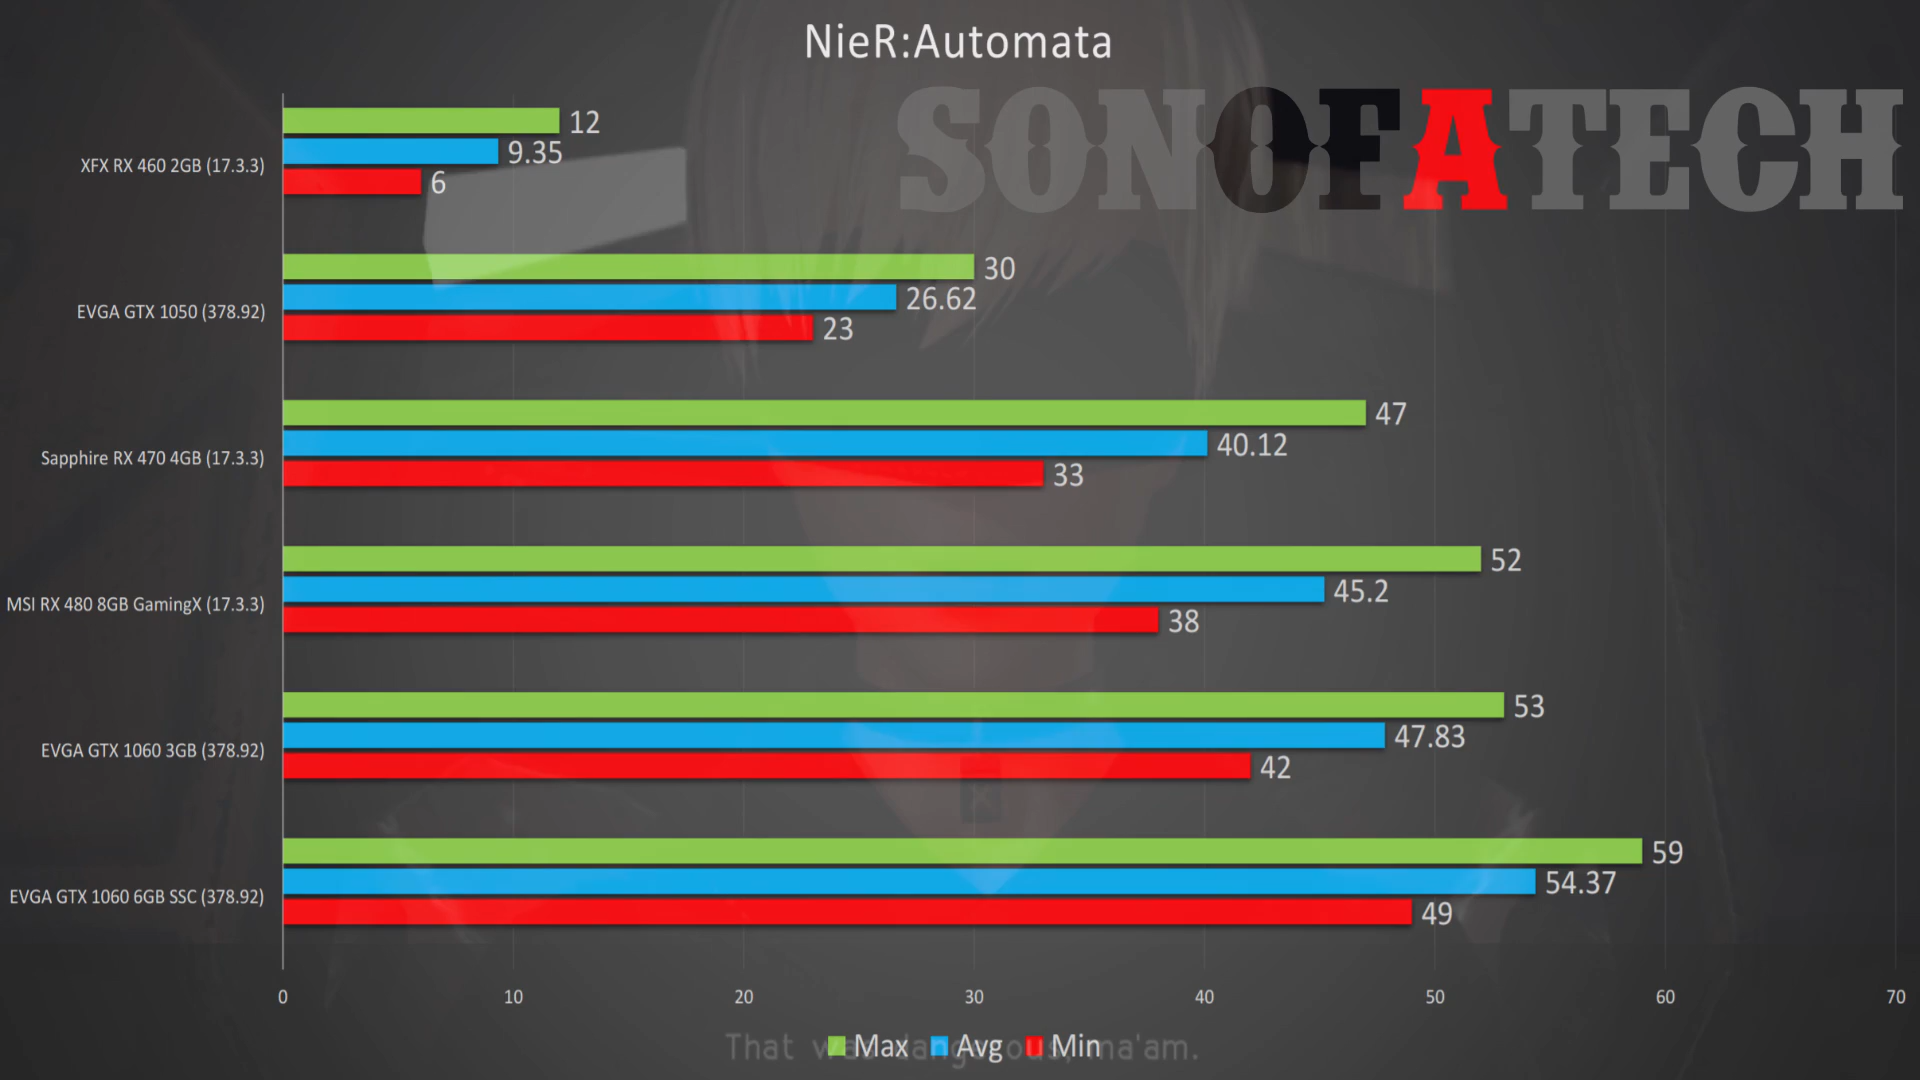 NieR:Automata
SONOFATECH
XFX RX 460 2GB (17.3.3)
12
9.35
6
EVGA GTX 1050 (378.92)
30
26.62
23
Sapphire RX 470 4GB (17.3.3)
47
40.12
33
MSI RX 480 8GB GamingX (17.3.3)
52
45.2
38
EVGA GTX 1060 3GB (378.92)
53
47.83
42
EVGA GTX 1060 6GB SSC (378.92)
59
54.37
49
0 10 20 30 40 50 60 70
Max Avg Min
That was dangerous, ma'am.